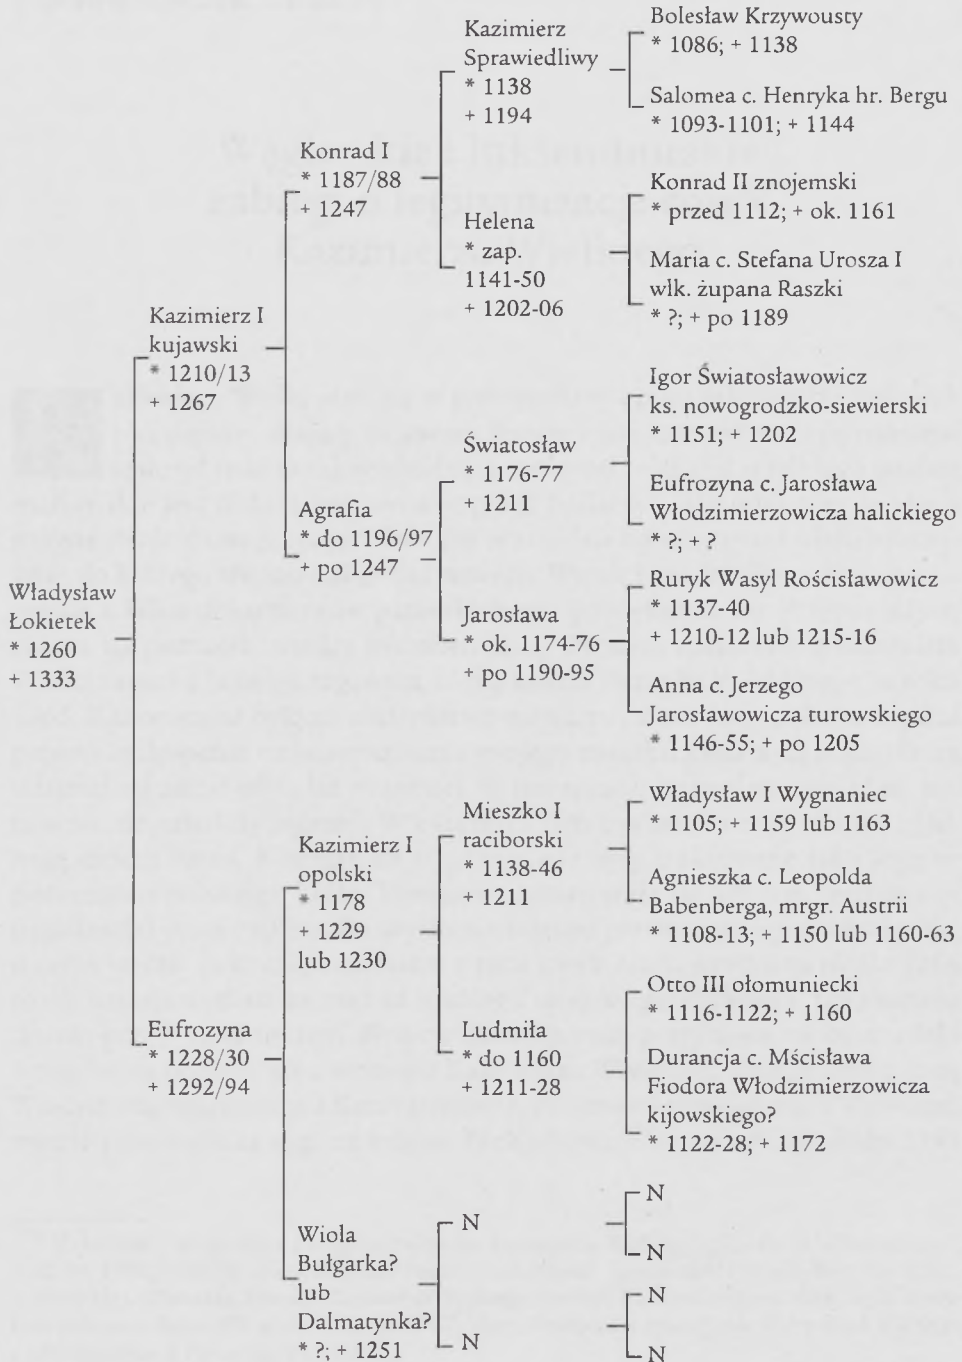 Władysław
Łokietek
* 1260
+ 1333
Kazimierz I
kujawski
* 1210/13
+ 1267
Eufrozyna
* 1228/30
+ 1292/94
Konrad I
* 1187/88
+ 1247
Agrafia
* do 1196/97
+ po 1247
Kazimierz I
opolski
* 1178
+ 1229
lub 1230
Wiola
Bułgarka?
lub
Dalmatynka?
* ?; + 1251
Kazimierz
Sprawiedliwy
* 1138
+ 1194
Helena
* zap.
1141-50
+ 1202-06
Światosław
* 1176-77
+ 1211
Jarosława
* ok. 1174-76
+ po 1190-95
Mieszko I
raciborski
* 1138-46
+ 1211
Ludmiła
* do 1160
+ 1211-28
N
N
Bolesław Krzywousty
* 1086; + 1138
Salomea c. Henryka hr. Bergu
* 1093-1101; + 1144
Konrad II znojemski
* przed 1112; + ok. 1161
Maria c. Stefana Urosza I
wlk. żupana Raszki
* ?; + po 1189
Igor Światosławowicz
ks. nowogrodzko-siewierski
* 1151; + 1202
Eufrozyna c. Jarosława
Włodzimierzowicza halickiego
* ?; + ?
Ruryk Wasyl Rościsławowicz
* 1137-40
+ 1210-12 lub 1215-16
Anna c. Jerzego
Jarosławowicza turowskiego
* 1146-55; + po 1205
Władysław I Wygnaniec
* 1105; + 1159 lub 1163
Agnieszka c. Leopolda
Babenberga, mrgr. Austrii
* 1108-13; + 1150 lub 1160-63
Otto III ołomuniecki
* 1116-1122; + 1160
Durancja c. Mścisława
Fiodora Włodzimierzowicza
kijowskiego?
* 1122-28; + 1172
N
N
N
N